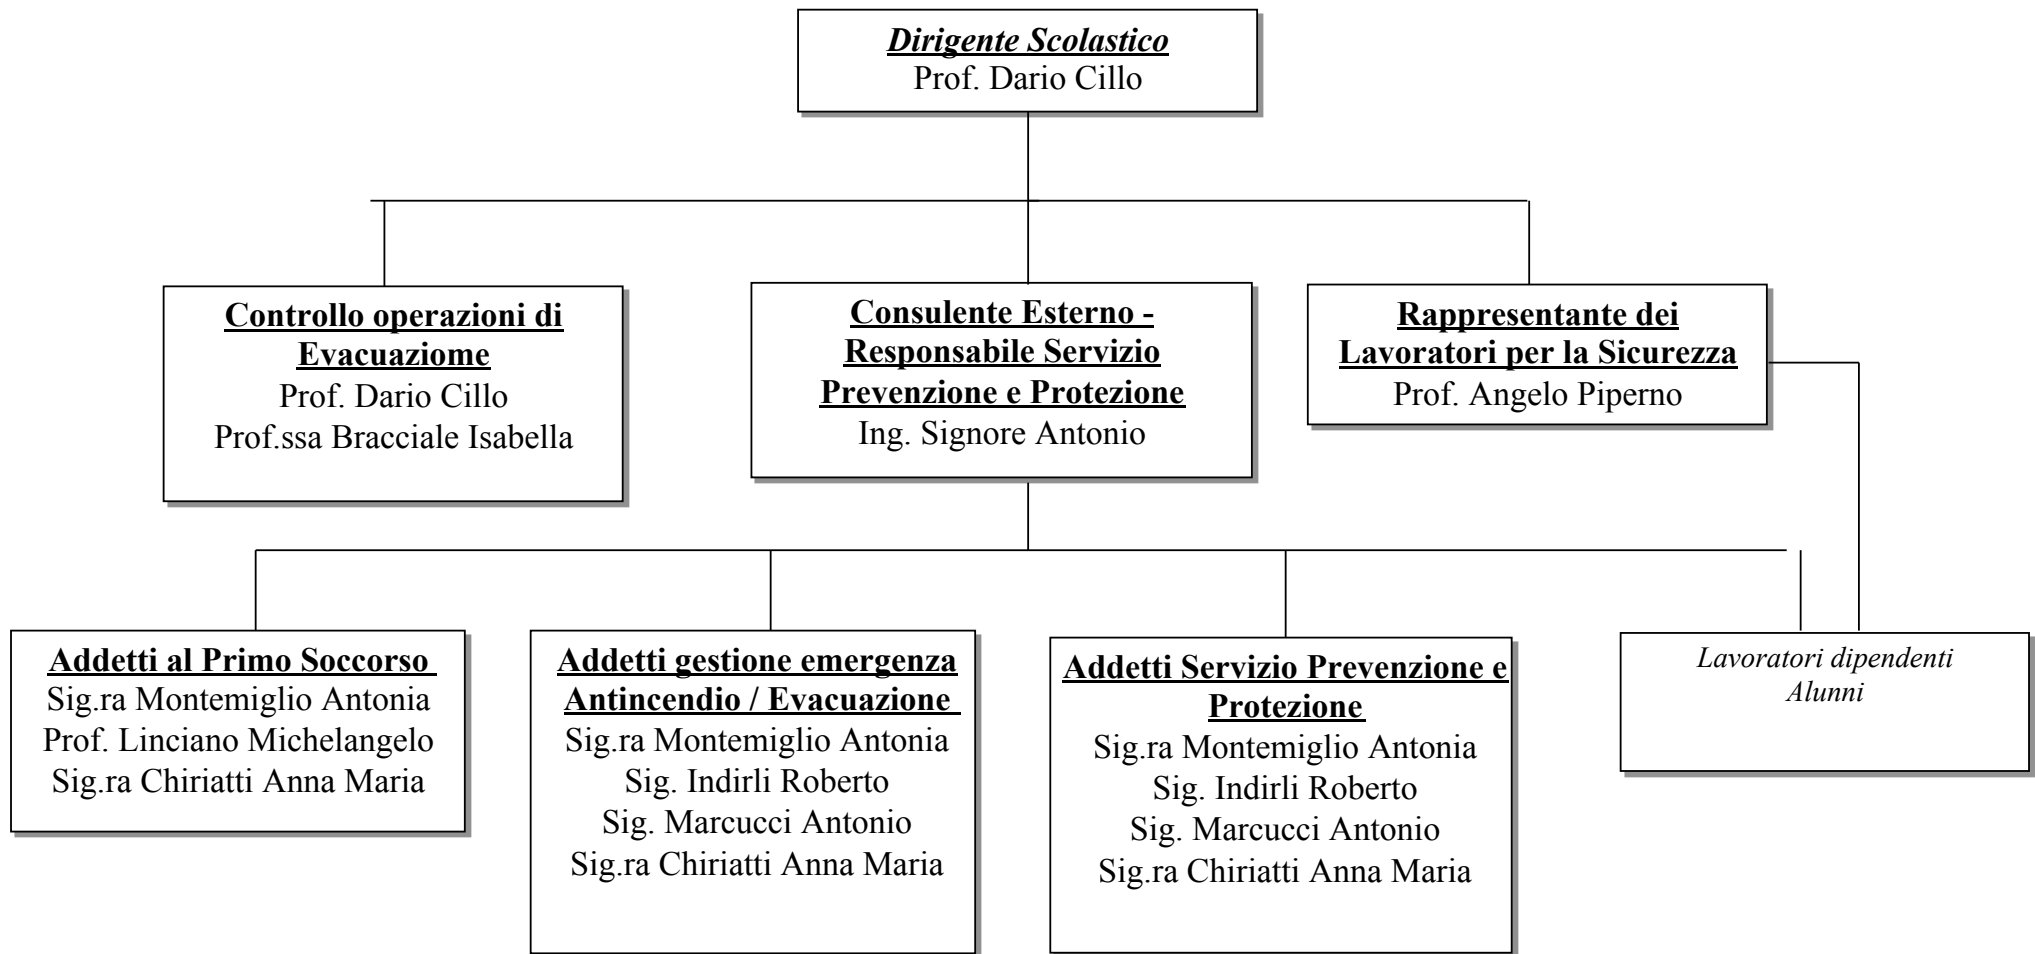 Dirigente Scolastico
Prof. Dario Cillo
Controllo operazioni di
Evacuaziome
Prof. Dario Cillo
Prof.ssa Bracciale Isabella
Consulente Esterno -
Responsabile Servizio
Prevenzione e Protezione
Ing. Signore Antonio
Rappresentante dei
Lavoratori per la Sicurezza
Prof. Angelo Piperno
Addetti al Primo Soccorso
Sig.ra Montemiglio Antonia
Prof. Linciano Michelangelo
Sig.ra Chiriatti Anna Maria
Addetti gestione emergenza
Antincendio / Evacuazione
Sig.ra Montemiglio Antonia
Sig. Indirli Roberto
Sig. Marcucci Antonio
Sig.ra Chiriatti Anna Maria
Addetti Servizio Prevenzione e
Protezione
Sig.ra Montemiglio Antonia
Sig. Indirli Roberto
Sig. Marcucci Antonio
Sig.ra Chiriatti Anna Maria
Lavoratori dipendenti
Alunni